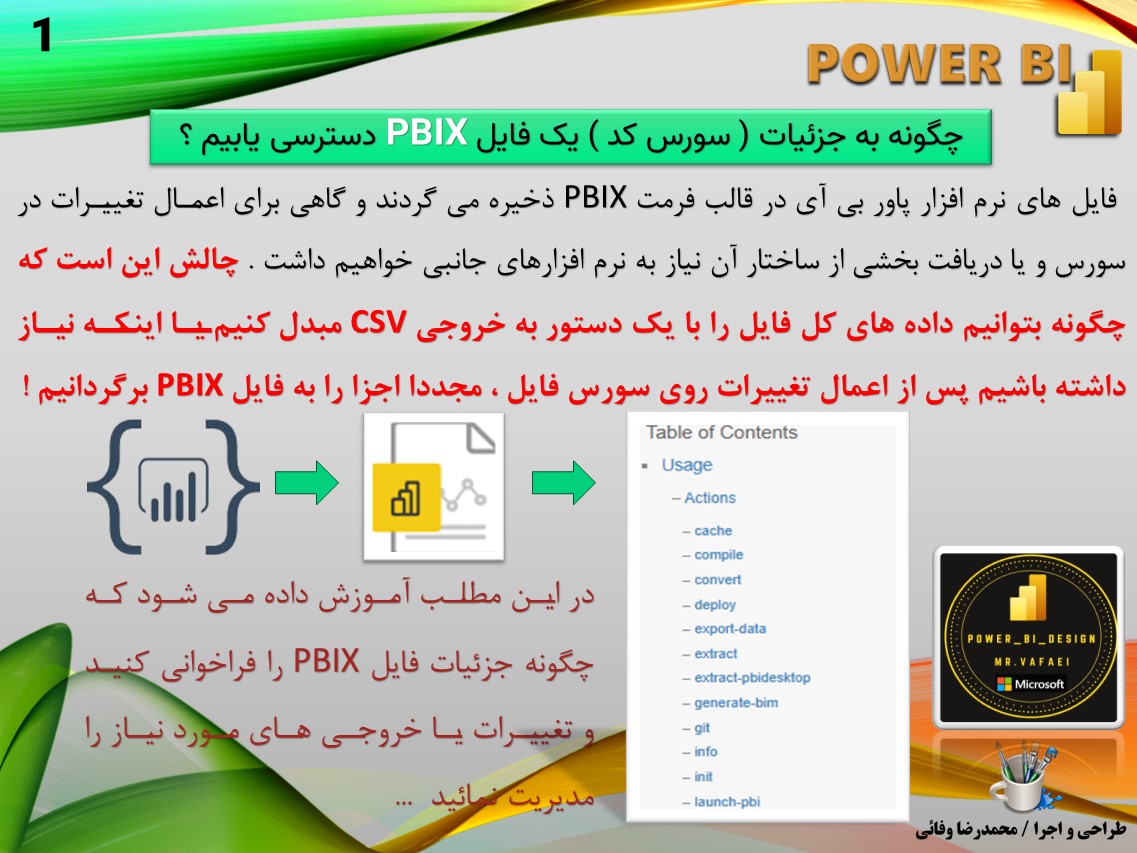 1
POWER BI
چگونه به جزئیات ( سورس کد ) یک فایل PBIX دسترسی یابیم ؟
فایل های نرم افزار پاور بی آی در قالب فرمت PBIX ذخیره می گردند و گاهی برای اعمال تغییرات در
سورس و یا دریافت بخشی از ساختار آن نیاز به نرم افزارهای جانبی خواهیم داشت . چالش این است که
چگونه بتوانیم داده های کل فایل را با یک دستور به خروجی CSV مبدل کنیم یا اینکه نیاز
داشته باشیم پس از اعمال تغییرات روی سورس فایل ، مجددا اجزا را به فایل PBIX برگردانیم !
Table of Contents
▪ Usage
– Actions
– cache
– compile
– convert
– deploy
– export-data
– extract
– extract-pbidesktop
– generate-bim
– git
– info
– init
– launch-pbi
در این مطلب آموزش داده می شود که
چگونه جزئیات فایل PBIX را فراخوانی کنید
و تغییرات یا خروجی های مورد نیاز را
مدیریت نمائید ...
POWER_BI_DESIGN
MR.VAFAEI
Microsoft
طراحی و اجرا / محمدرضا وفائی